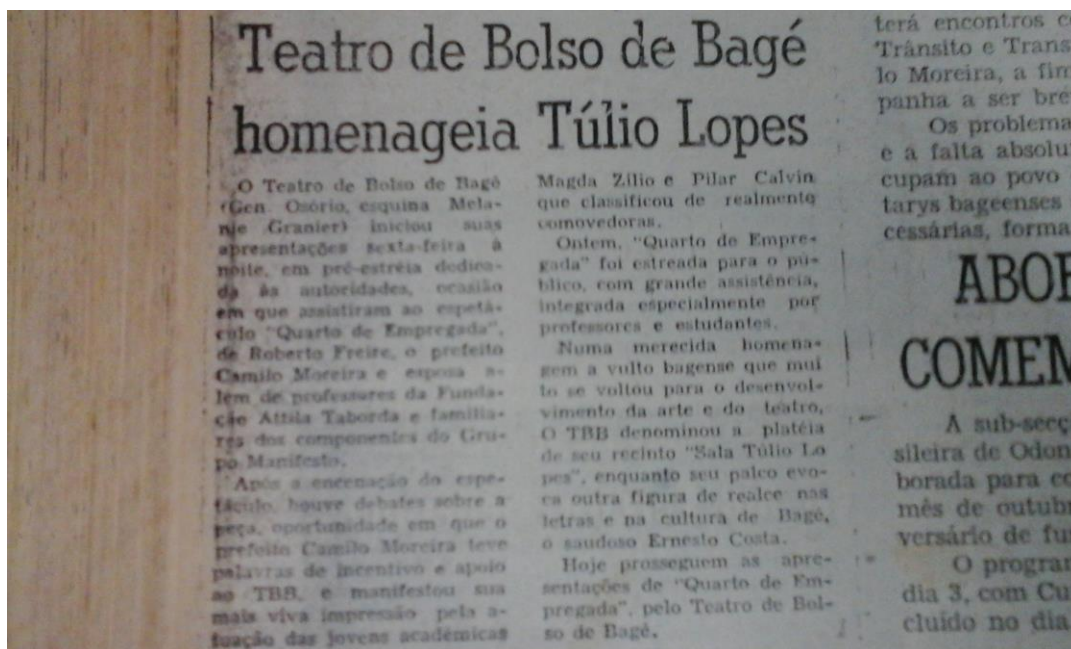 Teatro de Bolso de Bagé
homenageia Túlio Lopes
O Teatro de Bolso de Bagé
(Gen. Osório, esquina Mela-
nie Granier) iniciou suas
apresentações sexta-feira à
noite, em pré-estréia dedica-
da às autoridades, ocasião
em que assistiram ao espetá-
culo "Quarto de Empregada",
de Roberto Freire, o prefeito
Camilo Moreira e esposa a-
lém de professores da Funda-
ção Attila Taborda e familia-
res dos componentes do Gru-
po Manifesto.
Após a encenação do espe-
táculo, houve debates sobre a
peça, oportunidade em que o
prefeito Camilo Moreira teve
palavras de incentivo e apoio
ao TBB, e manifestou sua
mais viva impressão pela a-
tuação das jovens acadêmicas
Magda Zílio e Pilar Calvin
que classificou de realmente
comovedoras.
Ontem, "Quarto de Empre-
gada" foi estreada para o pú-
blico, com grande assistência,
integrada especialmente por
professores e estudantes.
Numa merecida homena-
gem a vulto bagense que mui
to se voltou para o desenvol-
vimento da arte e do teatro,
O TBB denominou a platéia
de seu recinto "Sala Túlio Lo
pes", enquanto seu palco evo-
ca outra figura de realce nas
letras e na cultura de Bagé,
o saudoso Ernesto Costa.
Hoje prosseguem as apre-
sentações de "Quarto de Em-
pregada", pelo Teatro de Bol-
so de Bagé.
terá encontros c
Trânsito e Trans
lo Moreira, a fim
panha a ser bre
Os problema
e a falta absolu
cupam ao povo
tarys bageenses
cessárias, forma
ABOR
COMEM
A sub-secç
sileira de Odon
borada para co
mês de outubr
versário de fu
O program
dia 3, com Cu
cluído no dia